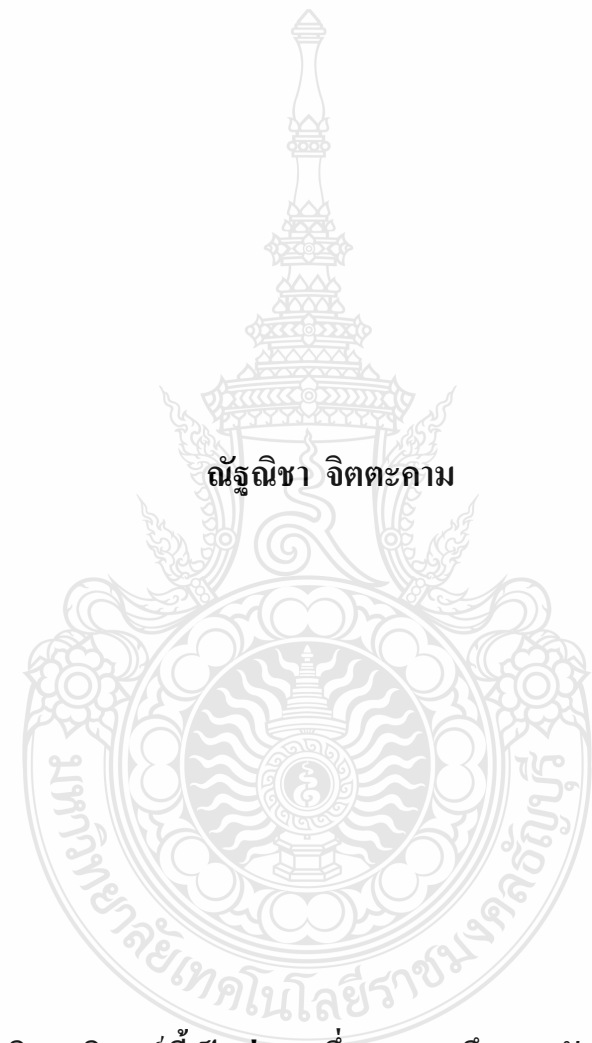 ณัฐณิชา จิตตะคาม
มหาวิทยาลัยเทคโนโลยีราชมงคลธัญบุรี